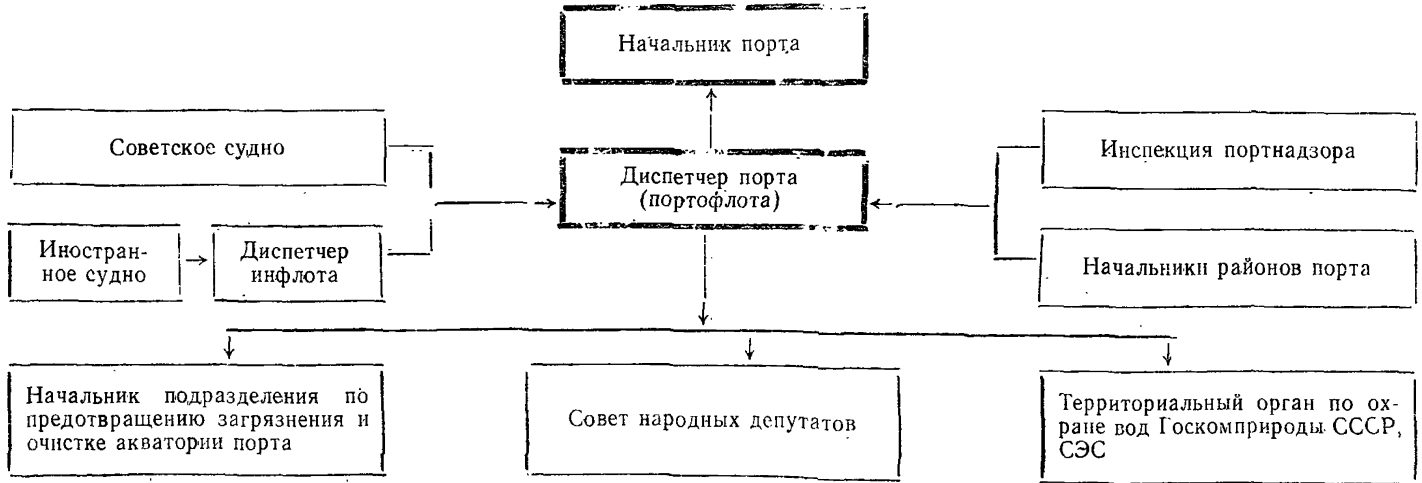 Начальник порта
Советское судно
Диспетчер порта
(портофлота)
Инспекция портнадзора
Иностран-
ное судно
Диспетчер
инфлота
Начальники районов порта
Начальник подразделения по
предотвращению загрязнения и
очистке акватории порта
Совет народных депутатов
Территориальный орган по ох-
ране вод Госкомприроды СССР,
СЭС